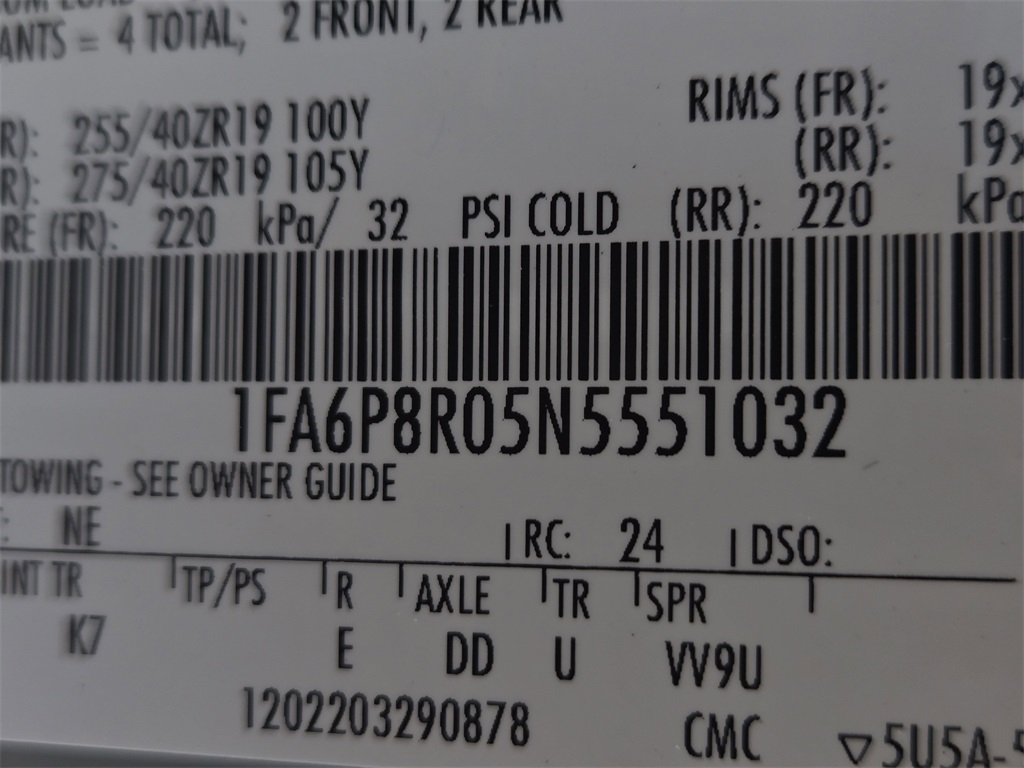 ANTS = 4 TOTAL; 2 FRONT, 2 REAR
RIMS (FR): 19x
R): 255/40ZR19 100Y
(RR): 19x
R): 275/40ZR19 105Y
RE (FR): 220 kPa/ 32 PSI COLD (RR): 220 kPa
1FA6P8R05N5551032
TOWING - SEE OWNER GUIDE
: NE RC: 24 DSO:
INT TR TP/PS R AXLE TR SPR
K7 E DD U VV9U
1202203290878 CMC ▽5U5A-5